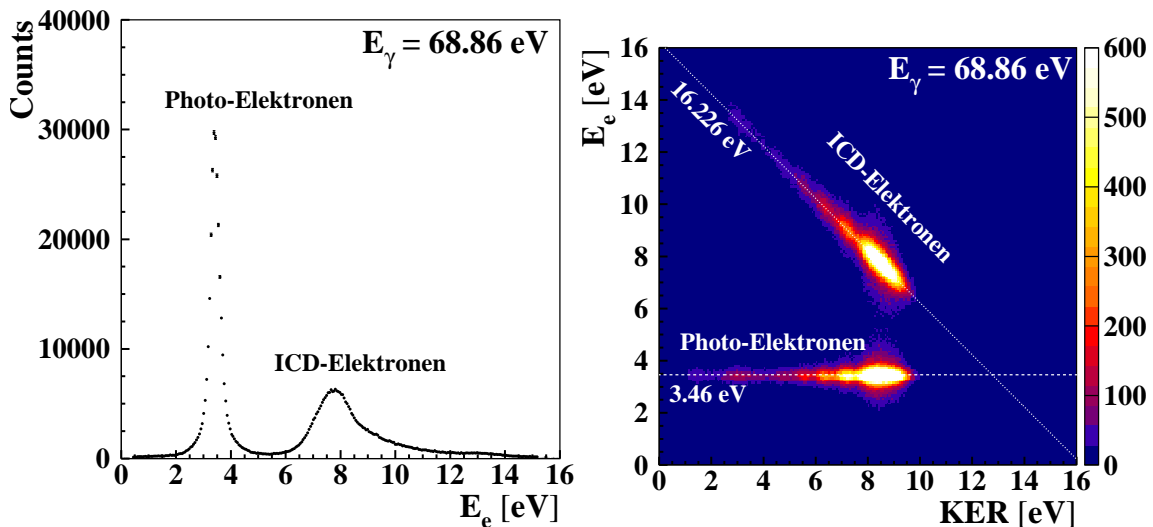 40000
30000
20000
10000
0
Counts
E_γ = 68.86 eV
Photo-Elektronen
ICD-Elektronen
0 2 4 6 8 10 12 14 16
E_e [eV]
16
14
12
10
8
6
4
2
0
E_e [eV]
E_γ = 68.86 eV
16.226 eV
ICD-Elektronen
Photo-Elektronen
3.46 eV
0 2 4 6 8 10 12 14 16
KER [eV]
600
500
400
300
200
100
0